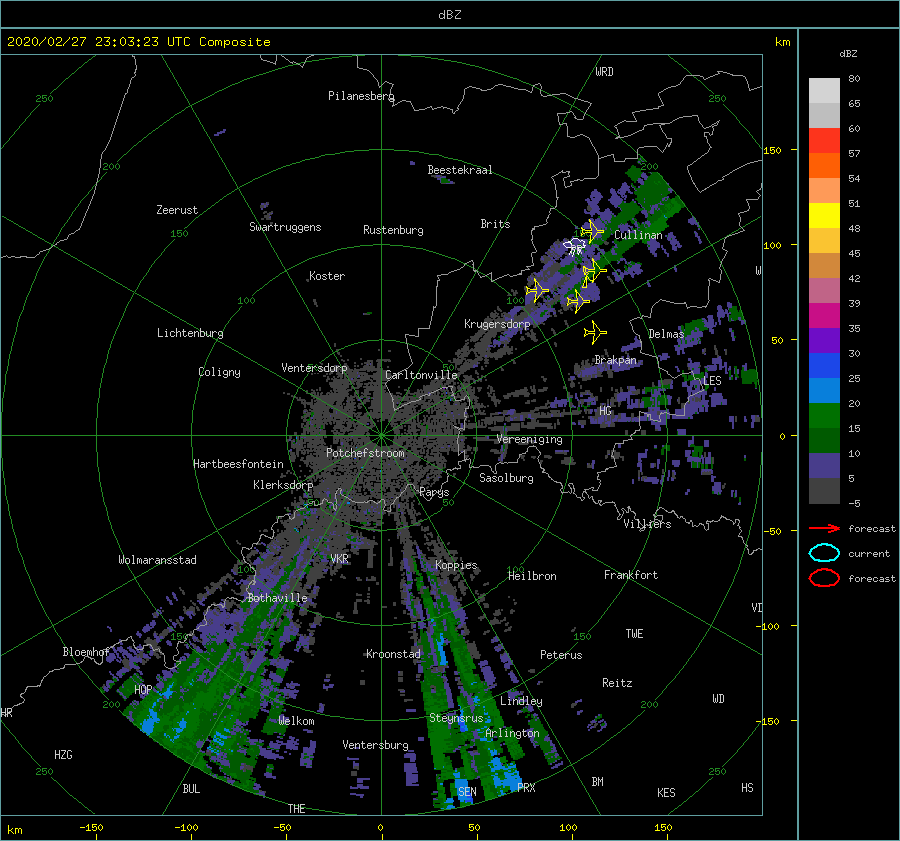 dBZ
2020/02/27 23:03:23 UTC Composite
km
dBZ
WRD
80
250
Pilanesberg
250
65
60
150
57
200
Beestekraal
200
54
Zeerust
51
150
Swartruggens
Rustenburg
Brits
Cullinan
48
100
45
Koster
42
100
100
39
Krugersdorp
35
Lichtenburg
Delmas
50
30
Brakpan
Coligny
Ventersdorp
Carltonville
LES
25
HG
20
Vereeniging
0
15
Potchefstroom
10
Hartbeesfontein
Sasolburg
5
Klerksdorp
Parys
50
50
-5
Villiers
forecast
-50
current
Wolmaransstad
VKR
Koppies
100
100
Heilbron
Frankfort
forecast
Bothaville
-100
150
150
TWE
Bloemhof
Kroonstad
Peterus
HOP
Reitz
WD
200
Lindley
200
HR
Welkom
Steynsrus
-150
Arlington
HZG
Ventersburg
250
250
BUL
SEN
PRX
BM
KES
HS
THE
km
-150
-100
-50
0
50
100
150